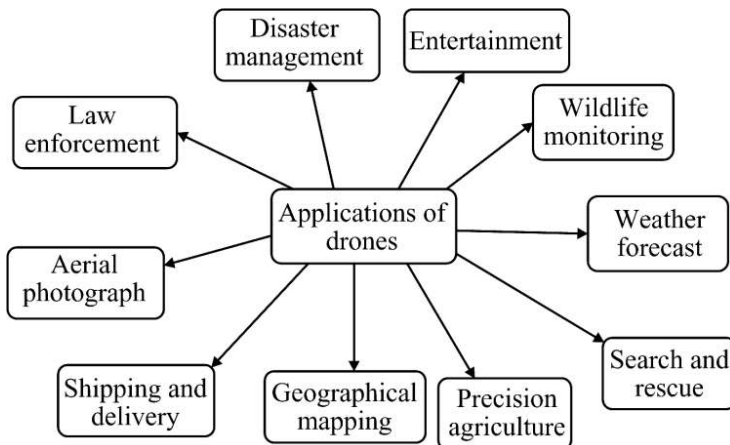 Disaster
management
Entertainment
Law
enforcement
Wildlife
monitoring
Applications of
drones
Weather
forecast
Aerial
photograph
Search and
rescue
Shipping and
delivery
Geographical
mapping
Precision
agriculture